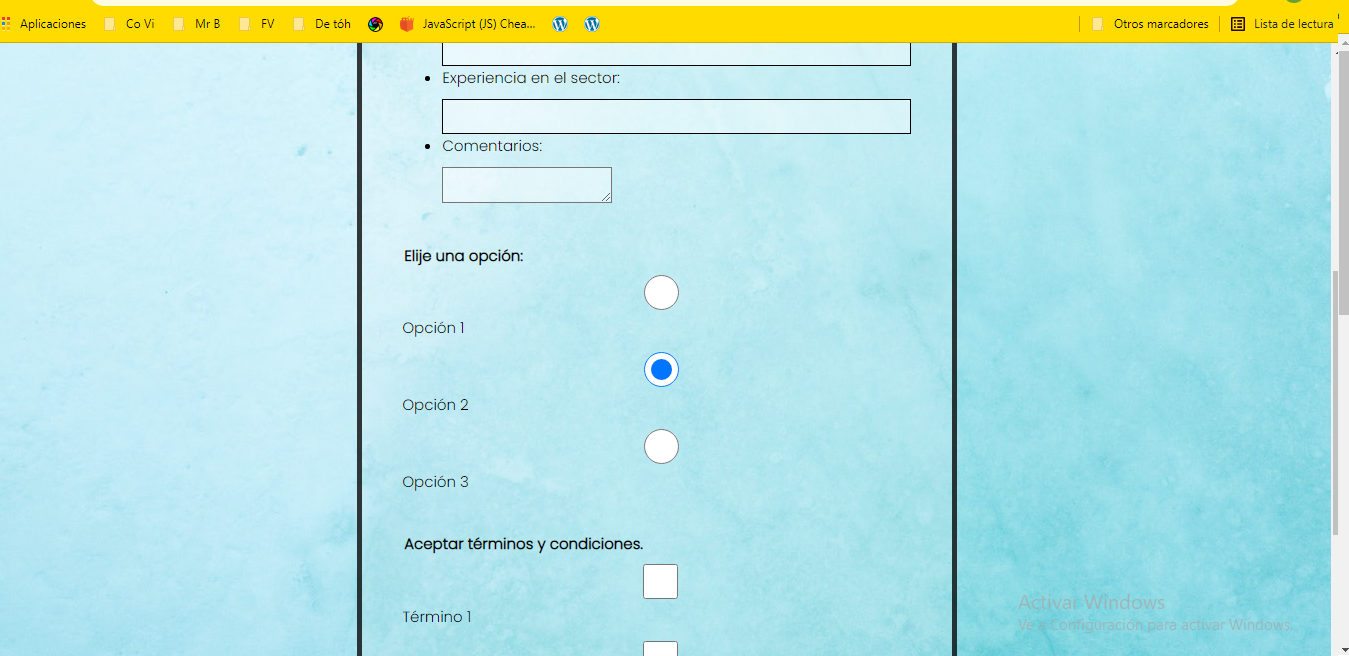 Aplicaciones Co Vi Mr B FV De tóh JavaScript (JS) Chea... Otros marcadores Lista de lectura
Experiencia en el sector:
Comentarios:
Elije una opción:
Opción 1
Opción 2
Opción 3
Aceptar términos y condiciones.
Término 1
Activar Windows
Ve a Configuración para activar Windows.